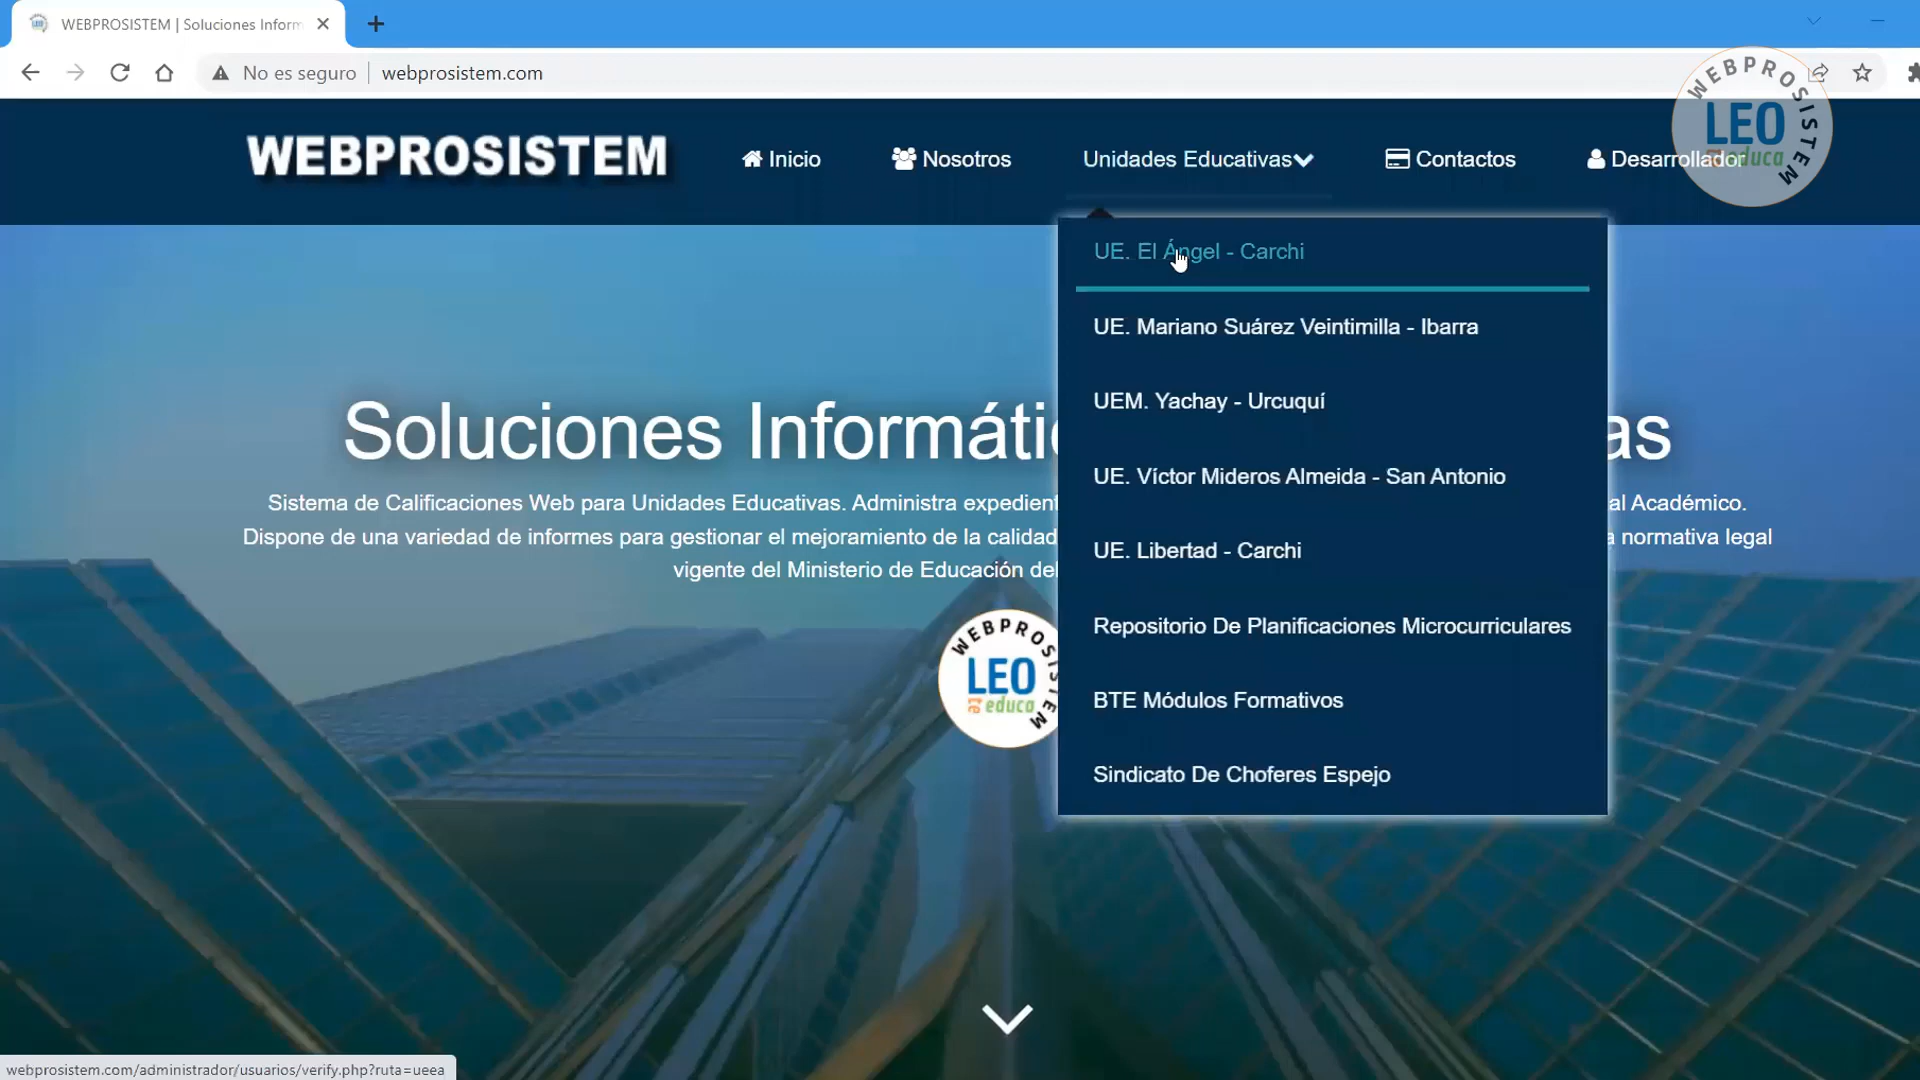 WEBPROSISTEM | Soluciones Inform
No es seguro
webprosistem.com
WEBPROSISTEM
LEO
educa
WEBPROSISTEM
Inicio
Nosotros
Unidades Educativas
Contactos
Desarrollador
UE. El Ángel - Carchi
UE. Mariano Suárez Veintimilla - Ibarra
UEM. Yachay - Urcuquí
UE. Víctor Mideros Almeida - San Antonio
UE. Libertad - Carchi
Repositorio De Planificaciones Microcurriculares
BTE Módulos Formativos
Sindicato De Choferes Espejo
Soluciones Informáti as
Sistema de Calificaciones Web para Unidades Educativas. Administra expedient al Académico.
Dispone de una variedad de informes para gestionar el mejoramiento de la calidad a normativa legal
vigente del Ministerio de Educación del
WEBPROSISTEM
LEO
educa
webprosistem.com/administrador/usuarios/verify.php?ruta=ueea